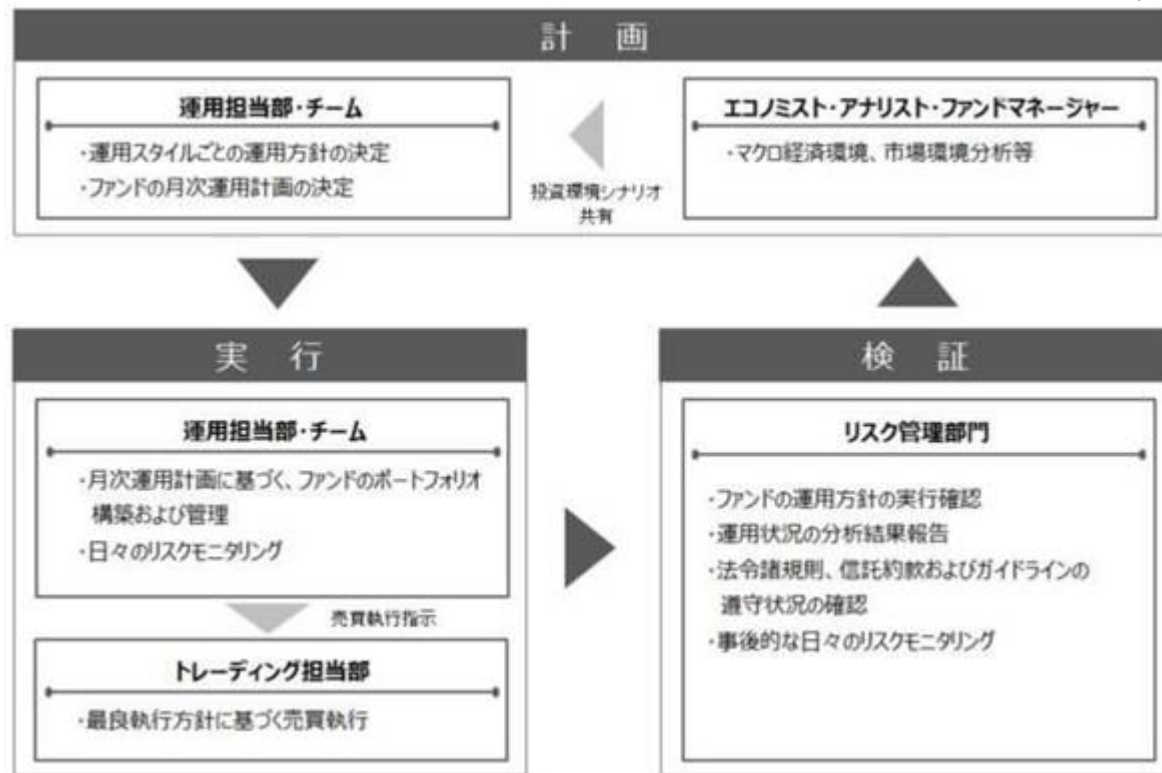 計 画
運用担当部・チーム
・運用スタイルごとの運用方針の決定
・ファンドの月次運用計画の決定
投資環境シナリオ
共有
エコノミスト・アナリスト・ファンドマネージャー
・マクロ経済環境、市場環境分析等
実 行
運用担当部・チーム
・月次運用計画に基づく、ファンドのポートフォリオ
構築および管理
・日々のリスクモニタリング
売買執行指示
トレーディング担当部
・最良執行方針に基づく売買執行
検 証
リスク管理部門
・ファンドの運用方針の実行確認
・運用状況の分析結果報告
・法令諸規則、信託約款およびガイドラインの
遵守状況の確認
・事後的な日々のリスクモニタリング